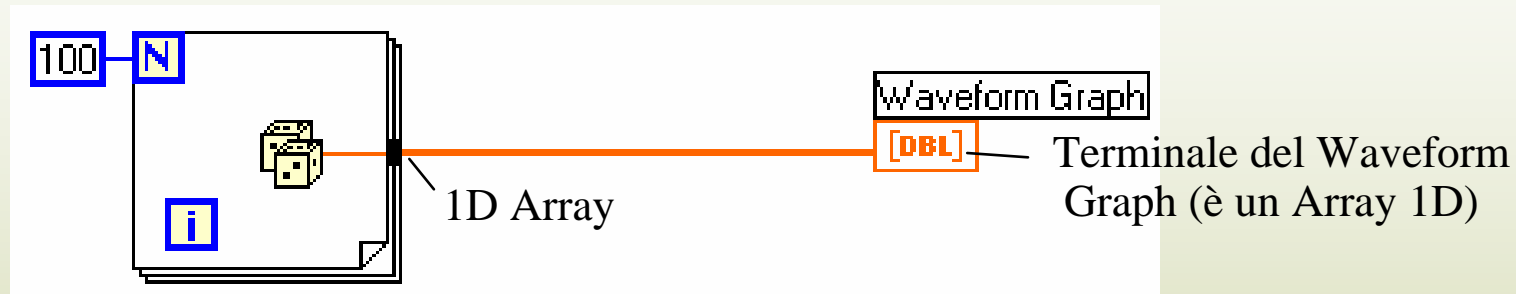 100
N
i
1D Array
Waveform Graph
[DBL]
Terminale del Waveform
Graph (è un Array 1D)